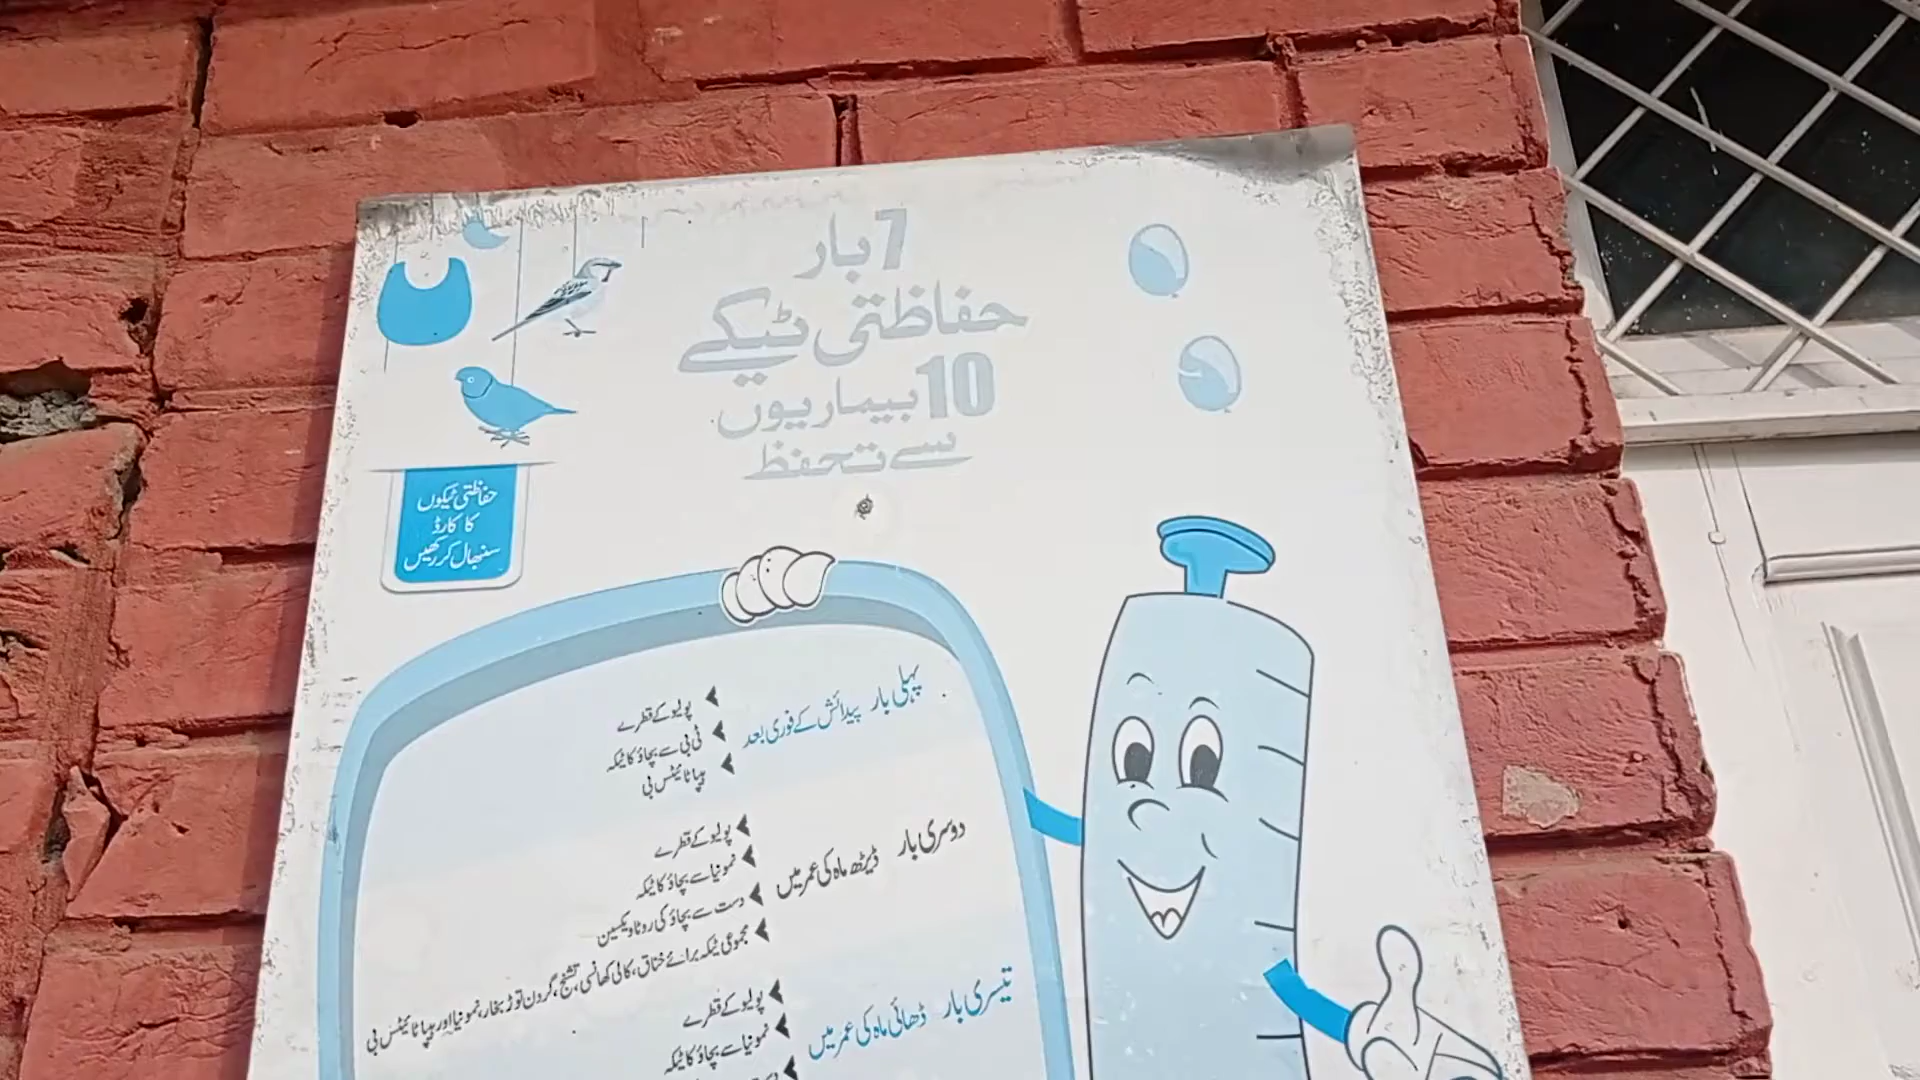 7 بار
حفاظتی ٹیکے
10 بیماریوں
سے تحفظ
حفاظتی ٹیکوں
کا کارڈ
سنبھال کر رکھیں
پہلی بار پیدائش کے فوری بعد
پولیو کے قطرے
ٹی بی سے بچاؤ کا ٹیکہ
ہیپاٹائیٹس بی
دوسری بار ڈیڑھ ماہ کی عمر میں
پولیو کے قطرے
نمونیا سے بچاؤ کا ٹیکہ
دست سے بچاؤ کی روٹا ویکسین
مجموعی ٹیکہ برائے خناق، کالی کھانسی، تشنج، گردن توڑ بخار، نمونیا اور ہیپاٹائیٹس بی
تیسری بار ڈھائی ماہ کی عمر میں
پولیو کے قطرے
نمونیا سے بچاؤ کا ٹیکہ